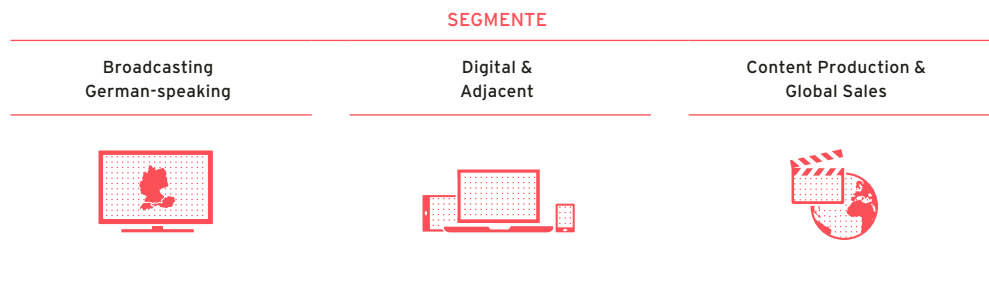 SEGMENTE
Broadcasting
German-speaking
Digital &
Adjacent
Content Production &
Global Sales